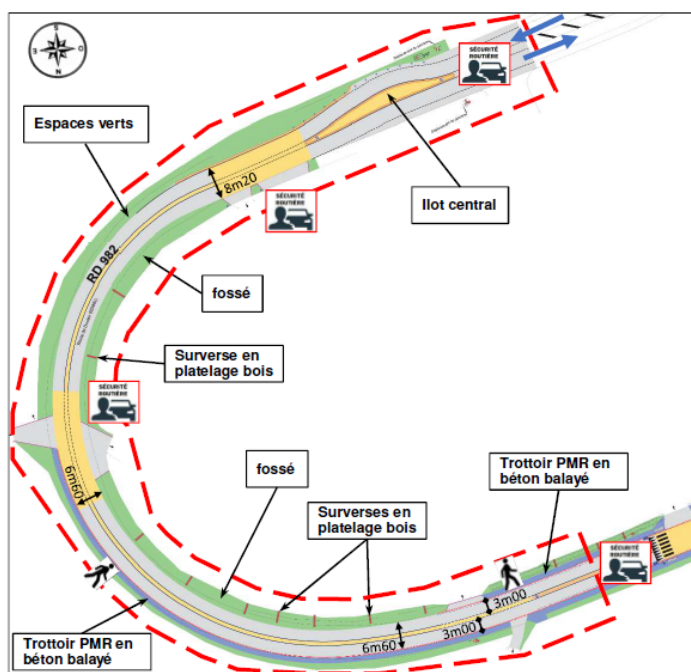 S
E
O
N
SÉCURITÉ
ROUTIÈRE
Espaces verts
8m20
Ilot central
SÉCURITÉ
ROUTIÈRE
RD 982
fossé
Surverse en
platelage bois
SÉCURITÉ
ROUTIÈRE
6m60
fossé
Surverses en
platelage bois
Trottoir PMR en
béton balayé
SÉCURITÉ
ROUTIÈRE
3m00
3m00
6m60
Trottoir PMR en
béton balayé